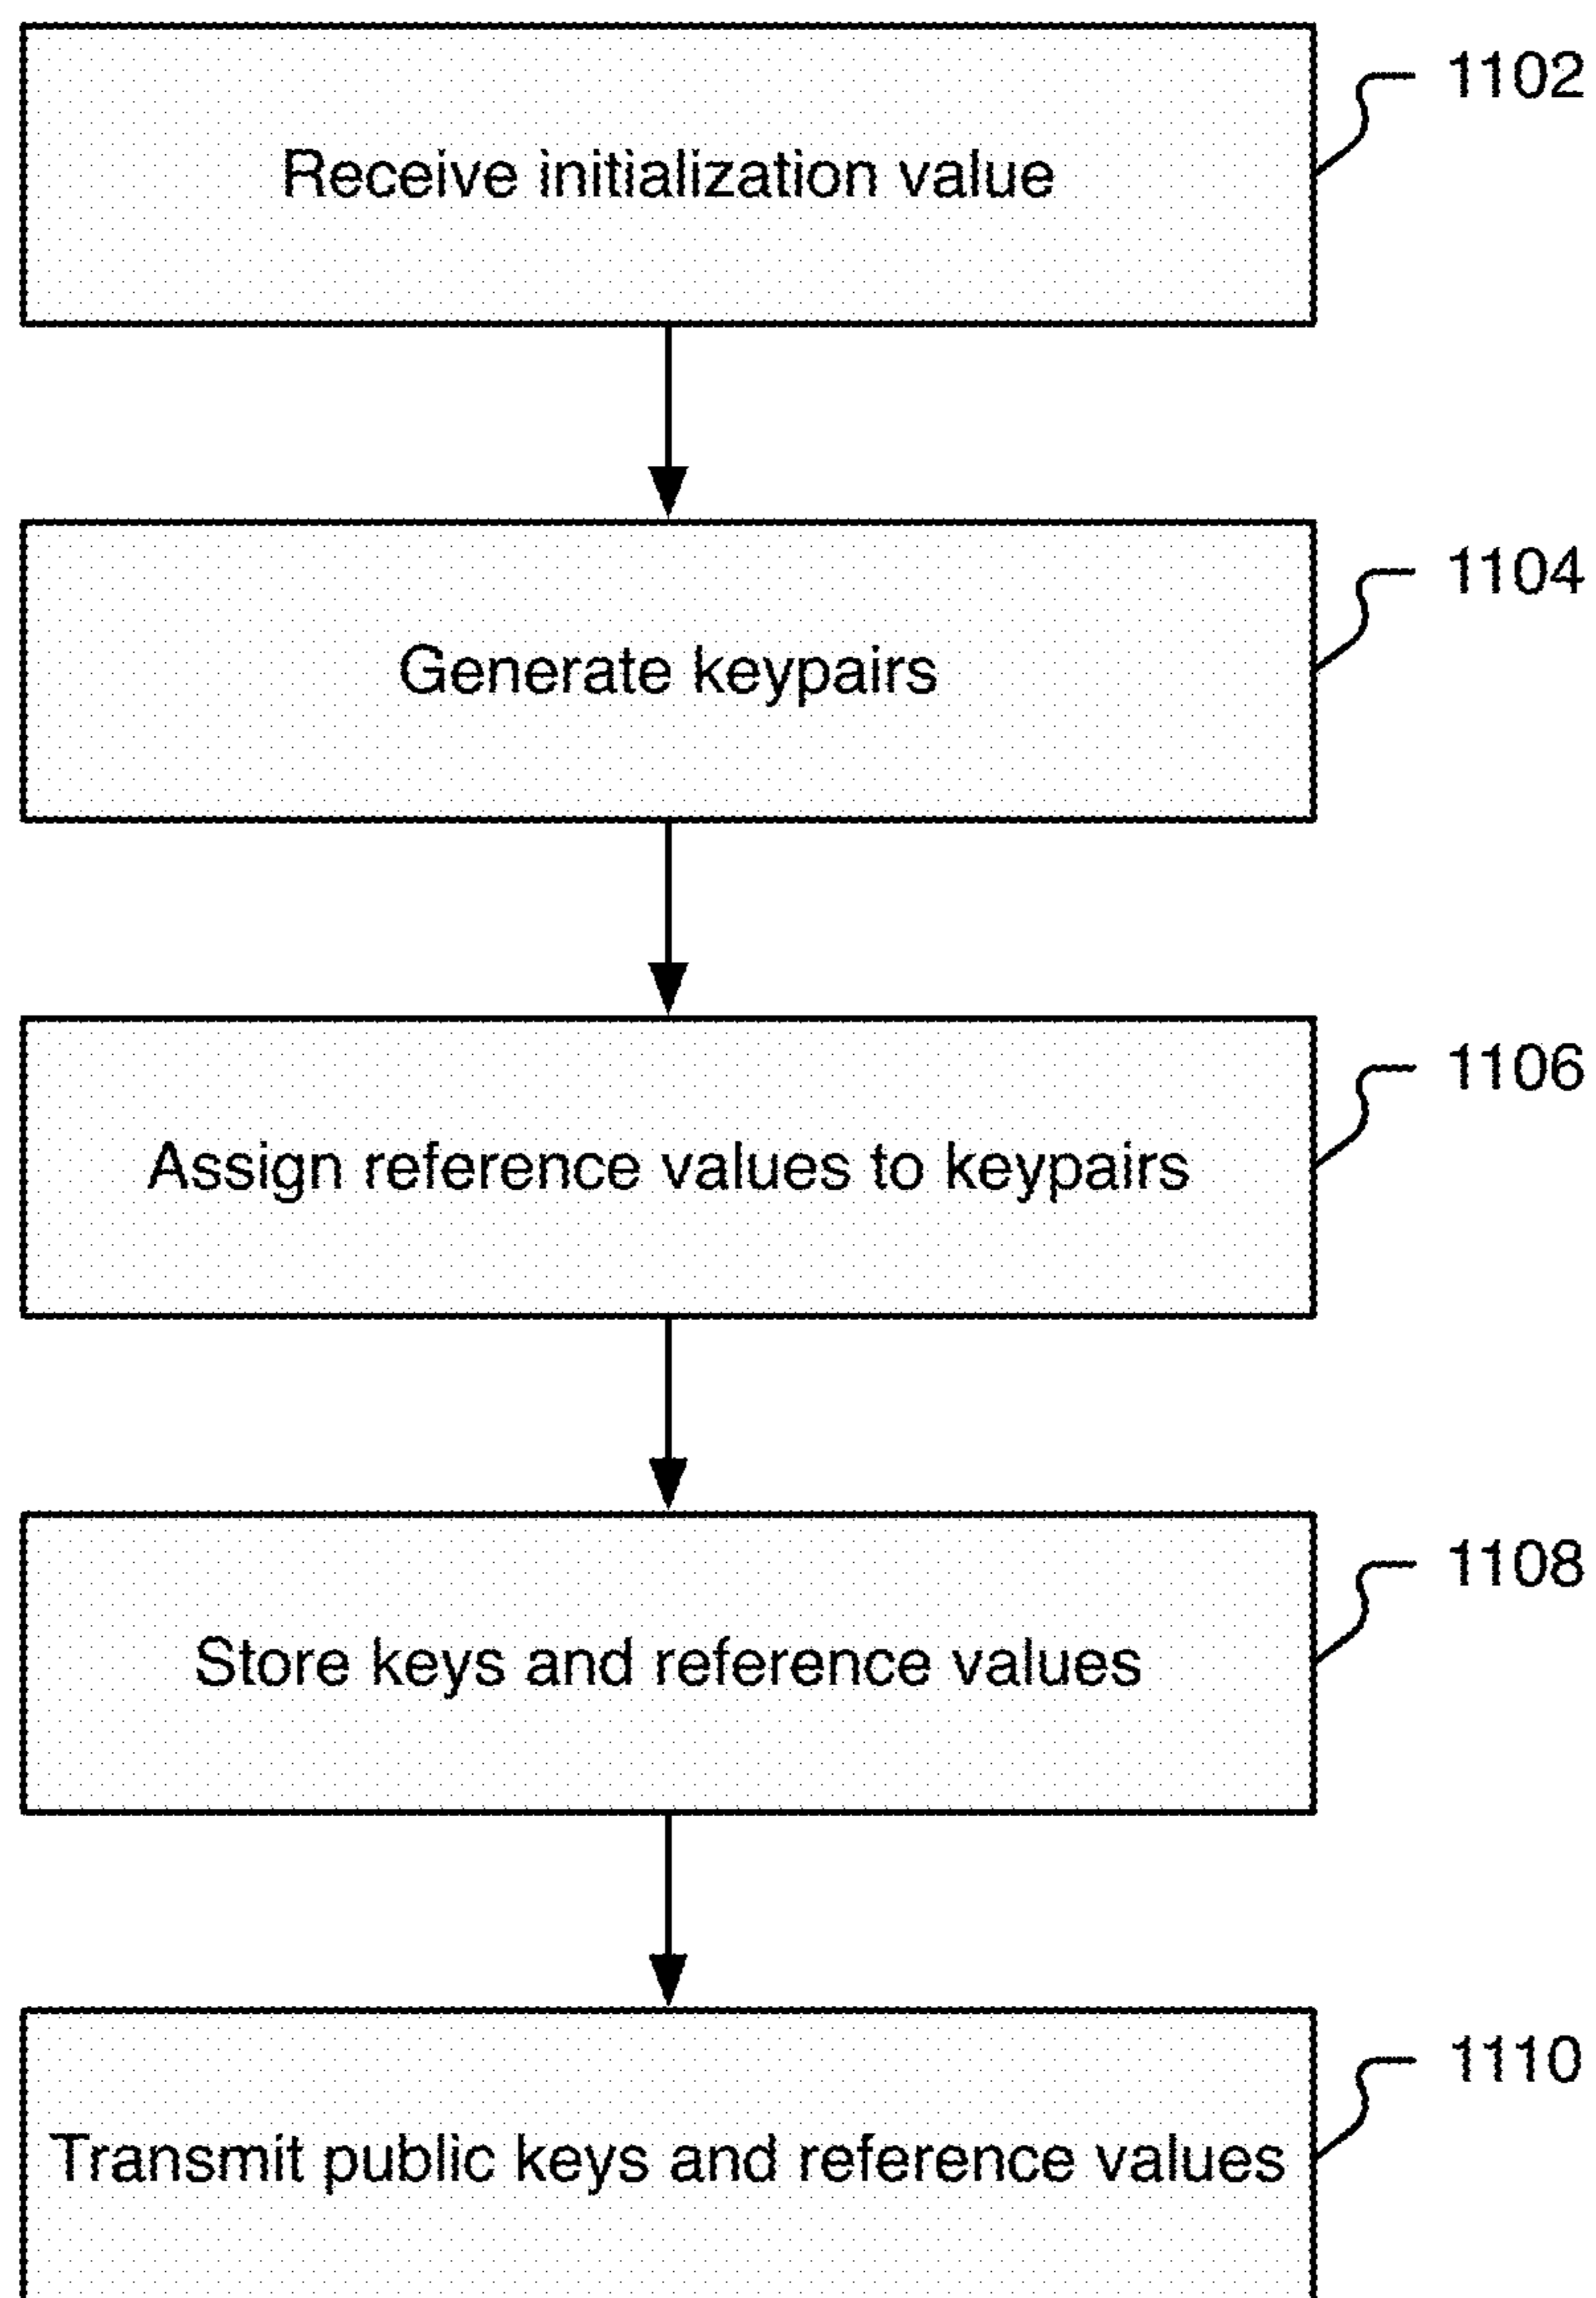 Receive initialization value
1102
Generate keypairs
1104
Assign reference values to keypairs
1106
Store keys and reference values
1108
Transmit public keys and reference values
1110